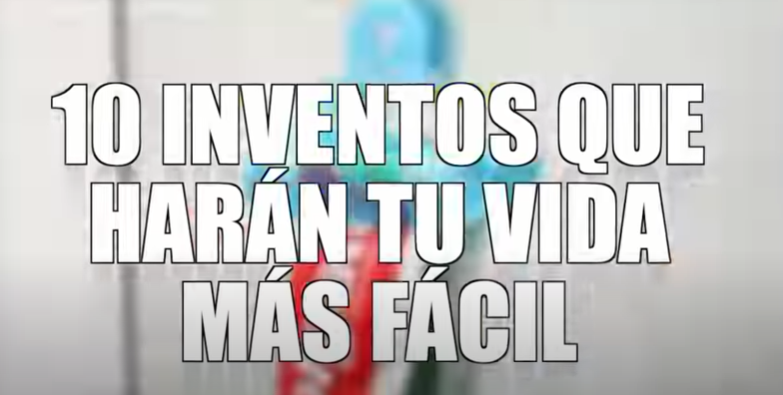 10 INVENTOS QUE
HARÁN TU VIDA
MÁS FÁCIL